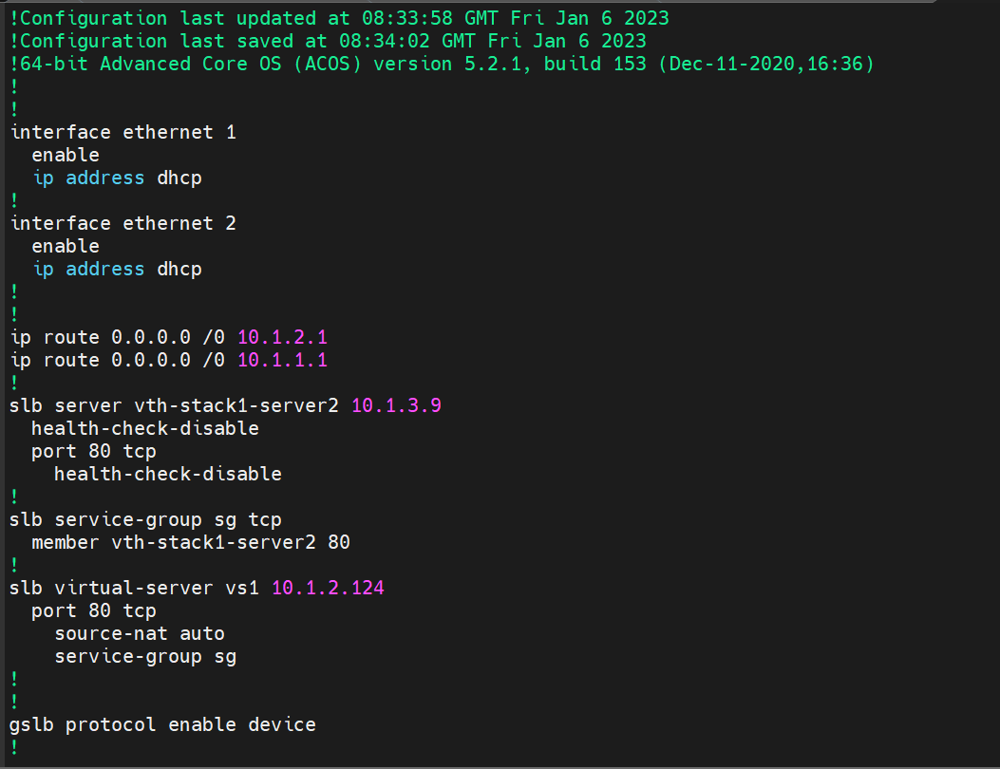 !Configuration last updated at 08:33:58 GMT Fri Jan 6 2023
!Configuration last saved at 08:34:02 GMT Fri Jan 6 2023
!64-bit Advanced Core OS (ACOS) version 5.2.1, build 153 (Dec-11-2020,16:36)
!
!
interface ethernet 1
  enable
  ip address dhcp
!
interface ethernet 2
  enable
  ip address dhcp
!
!
ip route 0.0.0.0 /0 10.1.2.1
ip route 0.0.0.0 /0 10.1.1.1
!
slb server vth-stack1-server2 10.1.3.9
  health-check-disable
  port 80 tcp
    health-check-disable
!
slb service-group sg tcp
  member vth-stack1-server2 80
!
slb virtual-server vs1 10.1.2.124
  port 80 tcp
    source-nat auto
    service-group sg
!
!
gslb protocol enable device
!